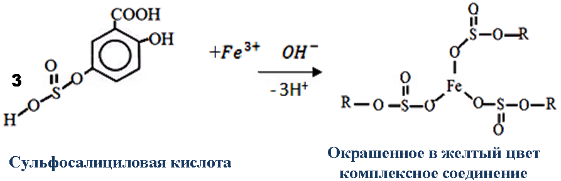 COOH
OH
3
O
S
O
O
H
+Fe³⁺ OH⁻
- 3H⁺
O
S
O
R
O
Fe
R
O
S
O
O
O
S
O
R
O
Сульфосалициловая кислота
Окрашенное в желтый цвет
комплексное соединение